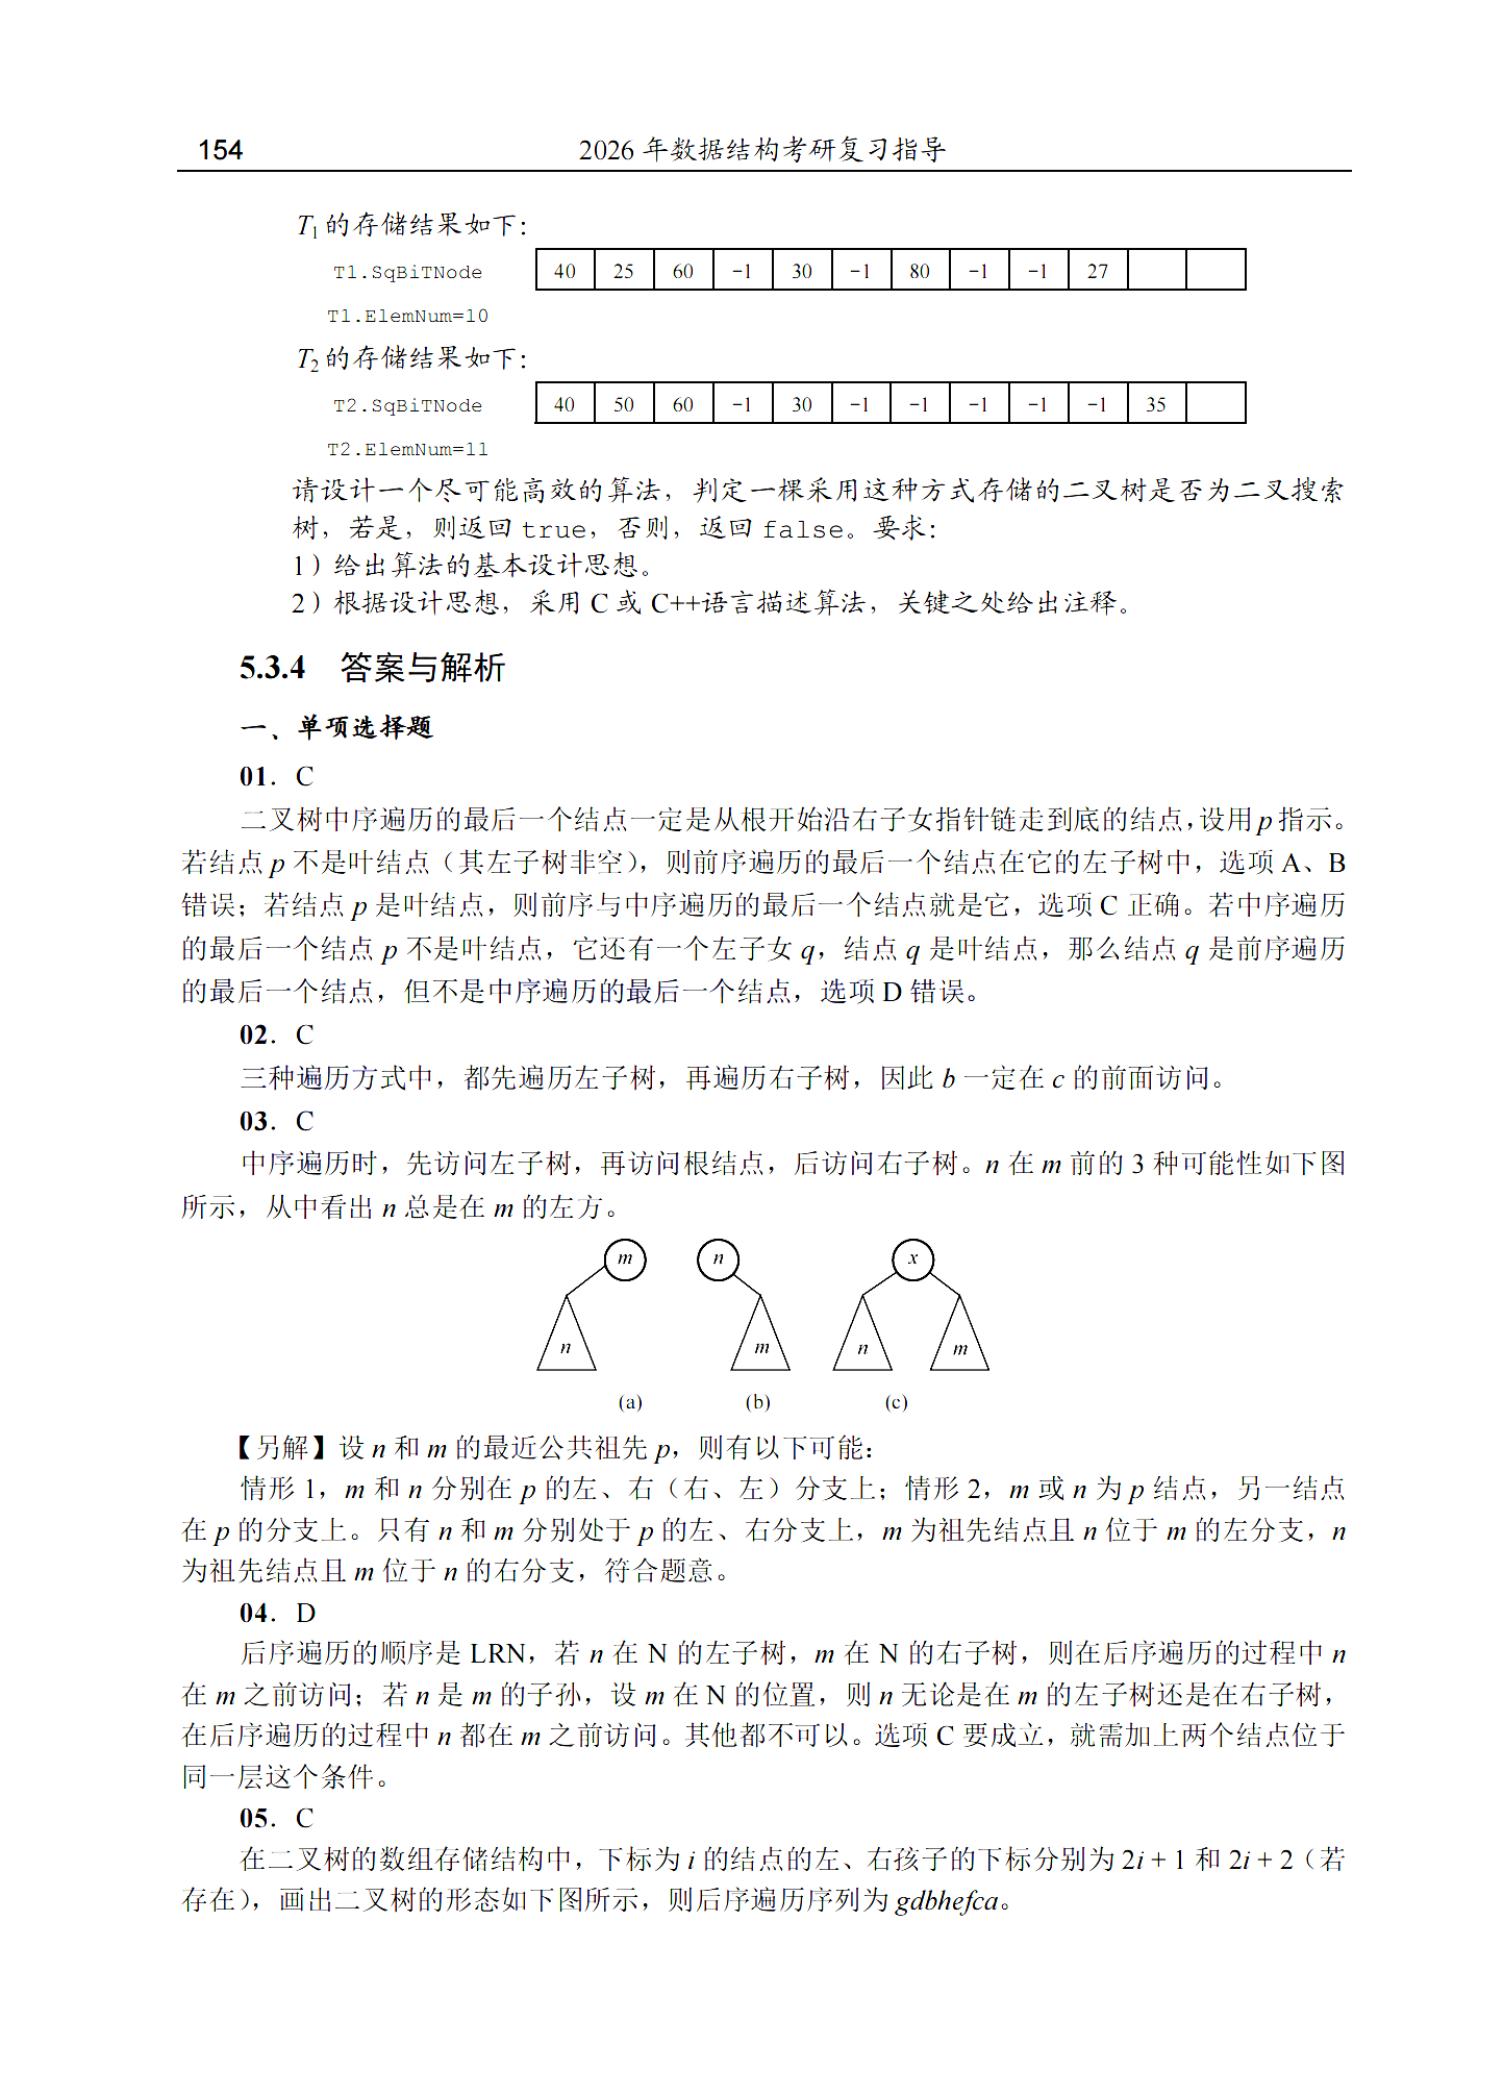 154 2026 年数据结构考研复习指导
T1 的存储结果如下：
T1.SqBiTNode 40 25 60 -1 30 -1 80 -1 -1 27
T1.ElemNum=10
T2 的存储结果如下：
T2.SqBiTNode 40 50 60 -1 30 -1 -1 -1 -1 -1 35
T2.ElemNum=11
请设计一个尽可能高效的算法，判定一棵采用这种方式存储的二叉树是否为二叉搜索
树，若是，则返回 true，否则，返回 false。要求：
1）给出算法的基本设计思想。
2）根据设计思想，采用 C 或 C++语言描述算法，关键之处给出注释。
5.3.4 答案与解析
一、单项选择题
01．C
二叉树中序遍历的最后一个结点一定是从根开始沿右子女指针链走到底的结点，设用 p 指示。
若结点 p 不是叶结点（其左子树非空），则前序遍历的最后一个结点在它的左子树中，选项 A、B
错误；若结点 p 是叶结点，则前序与中序遍历的最后一个结点就是它，选项 C 正确。若中序遍历
的最后一个结点 p 不是叶结点，它还有一个左子女 q，结点 q 是叶结点，那么结点 q 是前序遍历
的最后一个结点，但不是中序遍历的最后一个结点，选项 D 错误。
02．C
三种遍历方式中，都先遍历左子树，再遍历右子树，因此 b 一定在 c 的前面访问。
03．C
中序遍历时，先访问左子树，再访问根结点，后访问右子树。n 在 m 前的 3 种可能性如下图
所示，从中看出 n 总是在 m 的左方。
m n x
n m n m
(a) (b) (c)
【另解】设 n 和 m 的最近公共祖先 p，则有以下可能：
情形 1，m 和 n 分别在 p 的左、右（右、左）分支上；情形 2，m 或 n 为 p 结点，另一结点
在 p 的分支上。只有 n 和 m 分别处于 p 的左、右分支上，m 为祖先结点且 n 位于 m 的左分支，n
为祖先结点且 m 位于 n 的右分支，符合题意。
04．D
后序遍历的顺序是 LRN，若 n 在 N 的左子树，m 在 N 的右子树，则在后序遍历的过程中 n
在 m 之前访问；若 n 是 m 的子孙，设 m 在 N 的位置，则 n 无论是在 m 的左子树还是在右子树，
在后序遍历的过程中 n 都在 m 之前访问。其他都不可以。选项 C 要成立，就需加上两个结点位于
同一层这个条件。
05．C
在二叉树的数组存储结构中，下标为 i 的结点的左、右孩子的下标分别为 2i + 1 和 2i + 2（若
存在），画出二叉树的形态如下图所示，则后序遍历序列为 gdbhefca。